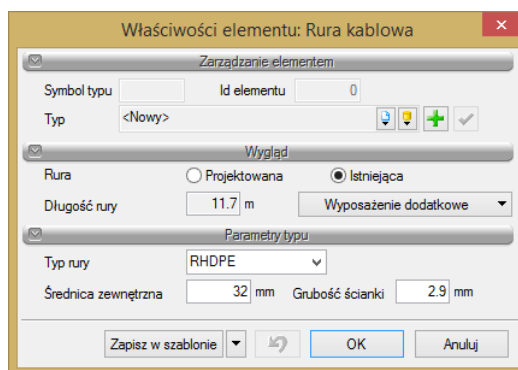 Właściwości elementu: Rura kablowa
Zarządzanie elementem
Symbol typu Id elementu 0
Typ <Nowy>
Wygląd
Rura Projektowana Istniejąca
Długość rury 11.7 m Wyposażenie dodatkowe
Parametry typu
Typ rury RHDPE
Średnica zewnętrzna 32 mm Grubość ścianki 2.9 mm
Zapisz w szablonie OK Anuluj